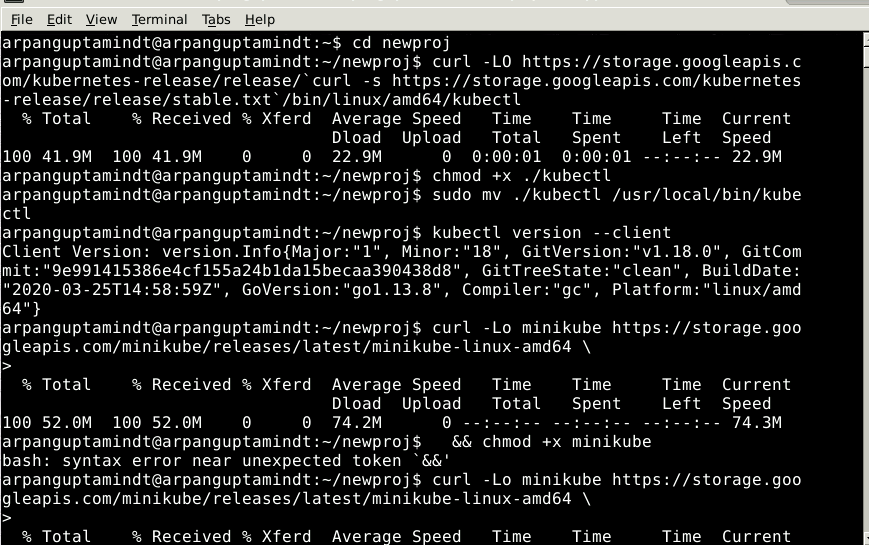 File Edit View Terminal Tabs Help
arpanguptamindt@arpanguptamindt:~$ cd newproj
arpanguptamindt@arpanguptamindt:~/newproj$ curl -LO https://storage.googleapis.c
om/kubernetes-release/release/`curl -s https://storage.googleapis.com/kubernetes
-release/release/stable.txt`/bin/linux/amd64/kubectl
  % Total    % Received % Xferd  Average Speed   Time    Time     Time  Current
                                 Dload  Upload   Total   Spent    Left  Speed
100 41.9M  100 41.9M    0     0  22.9M      0  0:00:01  0:00:01 --:--:-- 22.9M
arpanguptamindt@arpanguptamindt:~/newproj$ chmod +x ./kubectl
arpanguptamindt@arpanguptamindt:~/newproj$ sudo mv ./kubectl /usr/local/bin/kube
ctl
arpanguptamindt@arpanguptamindt:~/newproj$ kubectl version --client
Client Version: version.Info{Major:"1", Minor:"18", GitVersion:"v1.18.0", GitCom
mit:"9e991415386e4cf155a24b1da15becaa390438d8", GitTreeState:"clean", BuildDate:
"2020-03-25T14:58:59Z", GoVersion:"go1.13.8", Compiler:"gc", Platform:"linux/amd
64"}
arpanguptamindt@arpanguptamindt:~/newproj$ curl -Lo minikube https://storage.goo
gleapis.com/minikube/releases/latest/minikube-linux-amd64 \
>
  % Total    % Received % Xferd  Average Speed   Time    Time     Time  Current
                                 Dload  Upload   Total   Spent    Left  Speed
100 52.0M  100 52.0M    0     0  74.2M      0 --:--:-- --:--:-- --:--:-- 74.3M
arpanguptamindt@arpanguptamindt:~/newproj$   && chmod +x minikube
bash: syntax error near unexpected token `&&'
arpanguptamindt@arpanguptamindt:~/newproj$ curl -Lo minikube https://storage.goo
gleapis.com/minikube/releases/latest/minikube-linux-amd64 \
>
  % Total    % Received % Xferd  Average Speed   Time    Time     Time  Current